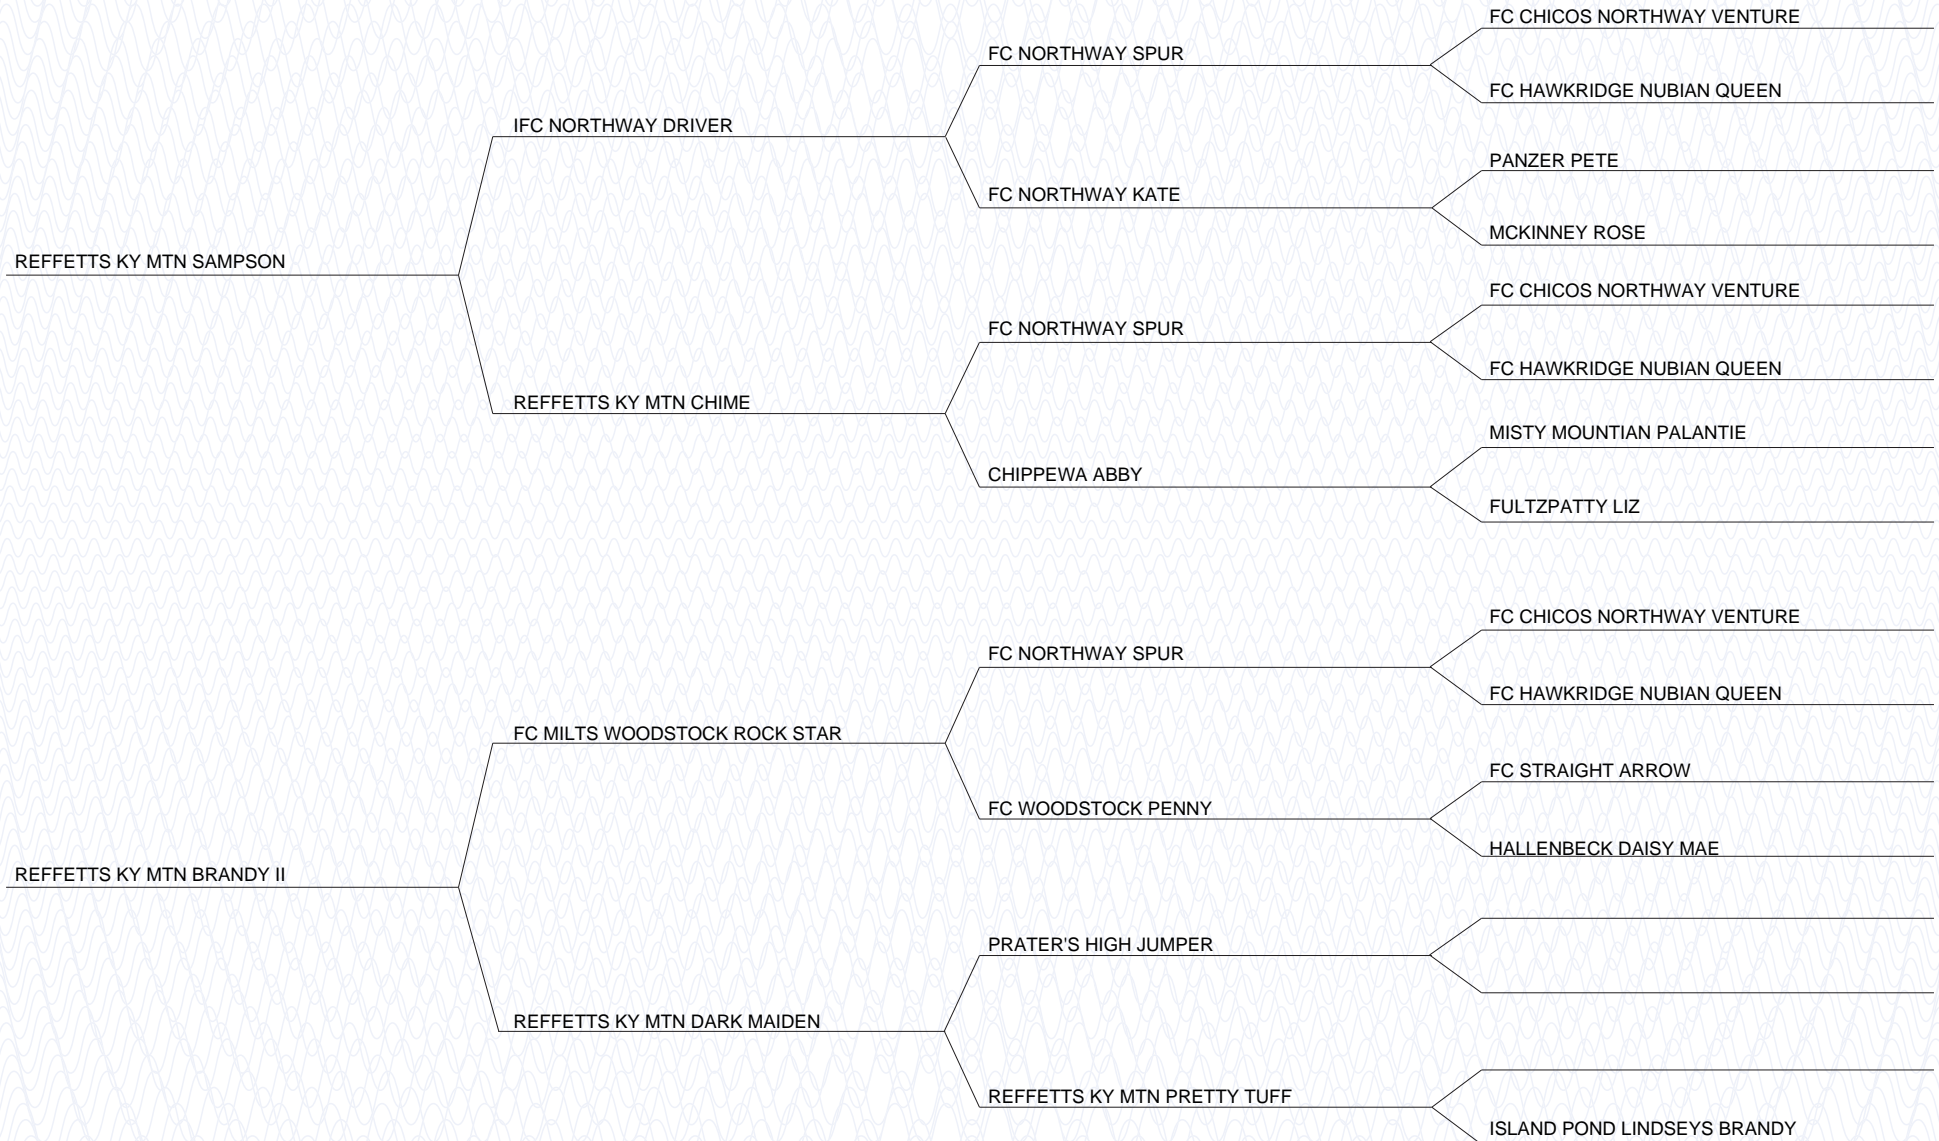 FC CHICOS NORTHWAY VENTURE
FC NORTHWAY SPUR
FC HAWKRIDGE NUBIAN QUEEN
IFC NORTHWAY DRIVER
PANZER PETE
FC NORTHWAY KATE
MCKINNEY ROSE
REFFETTS KY MTN SAMPSON
FC CHICOS NORTHWAY VENTURE
FC NORTHWAY SPUR
FC HAWKRIDGE NUBIAN QUEEN
REFFETTS KY MTN CHIME
MISTY MOUNTIAN PALANTIE
CHIPPEWA ABBY
FULTZPATTY LIZ
FC CHICOS NORTHWAY VENTURE
FC NORTHWAY SPUR
FC HAWKRIDGE NUBIAN QUEEN
FC MILTS WOODSTOCK ROCK STAR
FC STRAIGHT ARROW
FC WOODSTOCK PENNY
HALLENBECK DAISY MAE
REFFETTS KY MTN BRANDY II
PRATER'S HIGH JUMPER
REFFETTS KY MTN DARK MAIDEN
REFFETTS KY MTN PRETTY TUFF
ISLAND POND LINDSEYS BRANDY